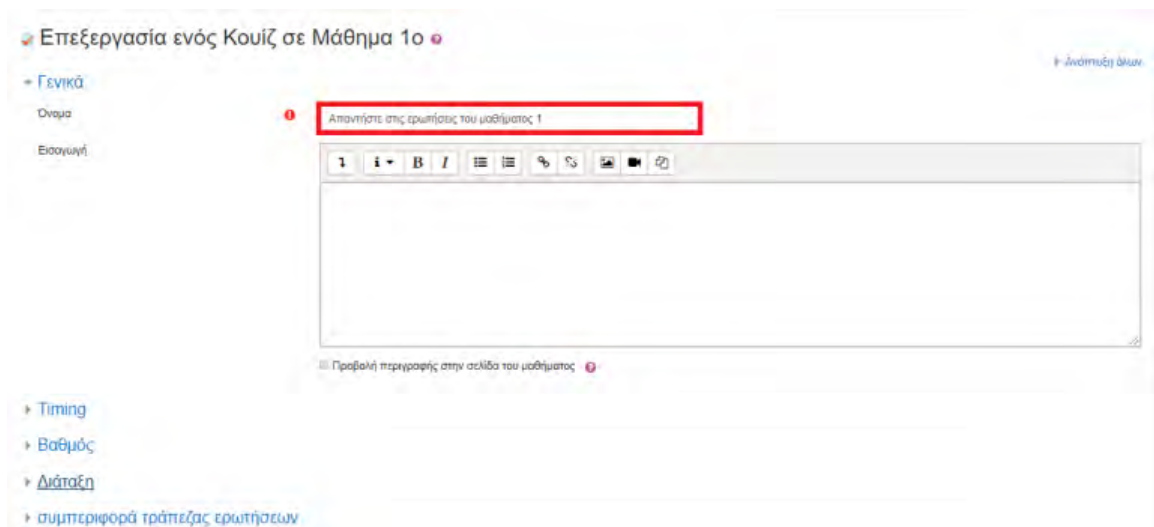 Επεξεργασία ενός Κουίζ σε Μάθημα 1ο
Ανάπτυξη όλων
Γενικά
Όνομα
Απαντήστε στις ερωτήσεις του μαθήματος 1
Εισαγωγή
B I
Προβολή περιγραφής στην σελίδα του μαθήματος
Timing
Βαθμός
Διάταξη
συμπεριφορά τράπεζας ερωτήσεων